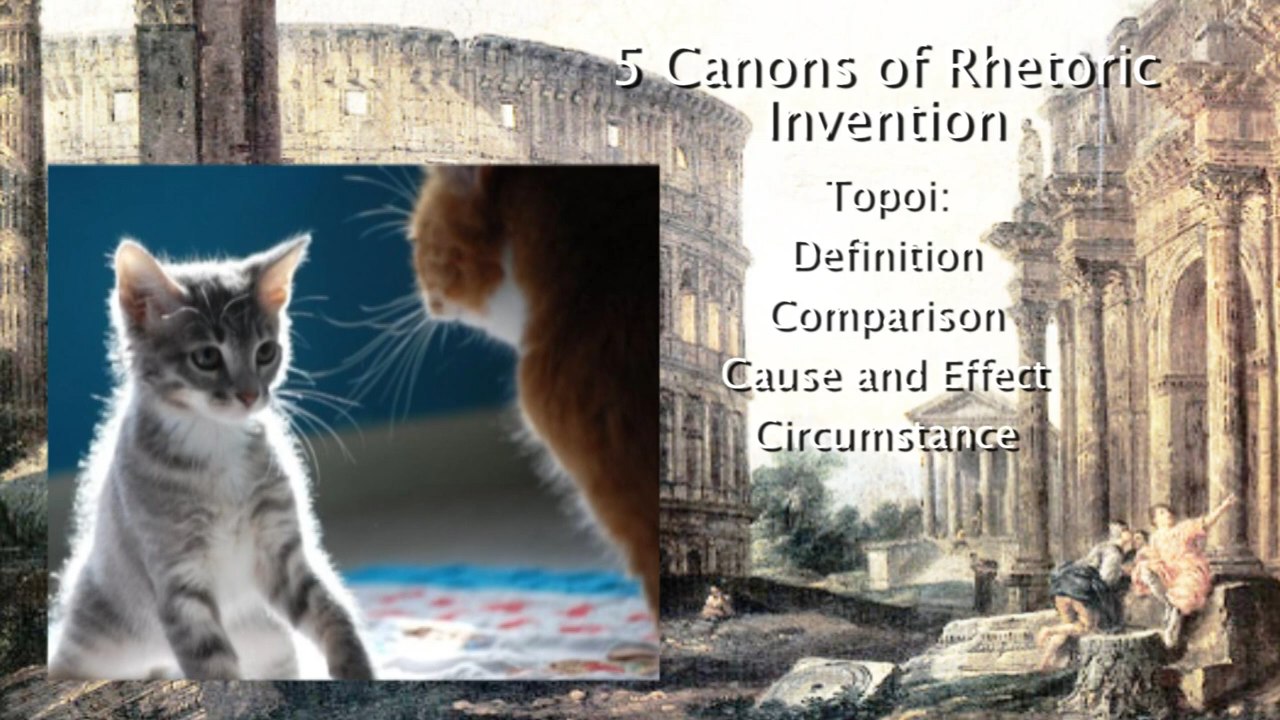 5 Canons of Rhetoric
Invention
Topoi:
Definition
Comparison
Cause and Effect
Circumstance